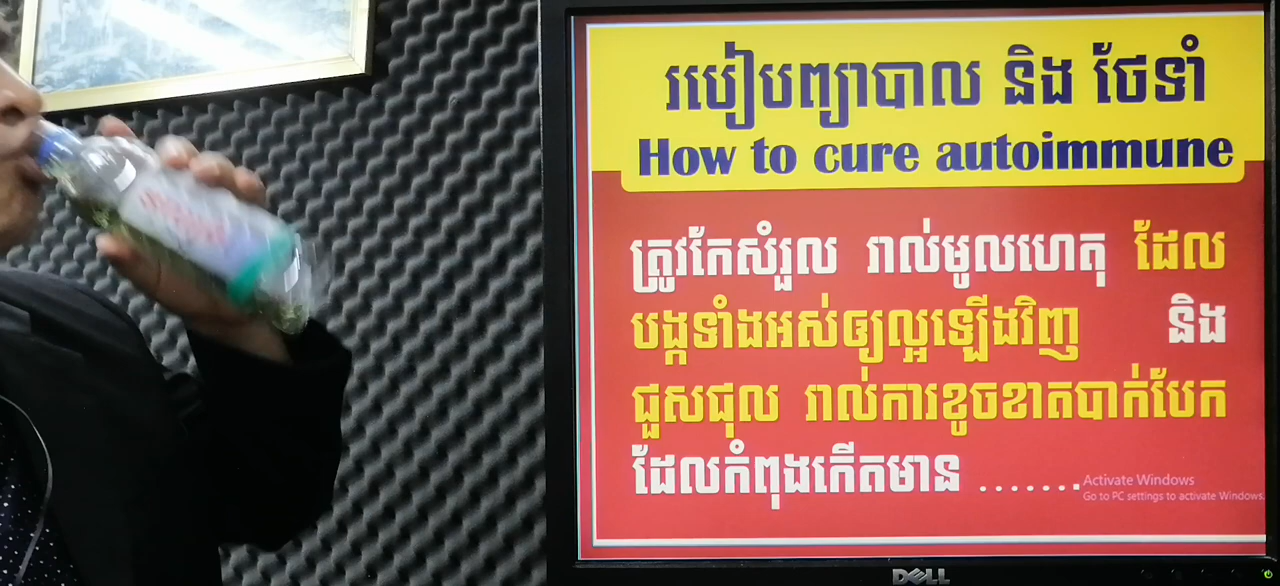 របៀបព្យាបាល និង ថែទាំ
How to cure autoimmune
ត្រូវកែសំរួល រាល់មូលហេតុ ដែល
បង្កទាំងអស់ឲ្យល្អឡើងវិញ និង
ជួសជុល រាល់ការខូចខាតបាក់បែក
ដែលកំពុងកើតមាន .......
Activate Windows
Go to PC settings to activate Windows.
DELL